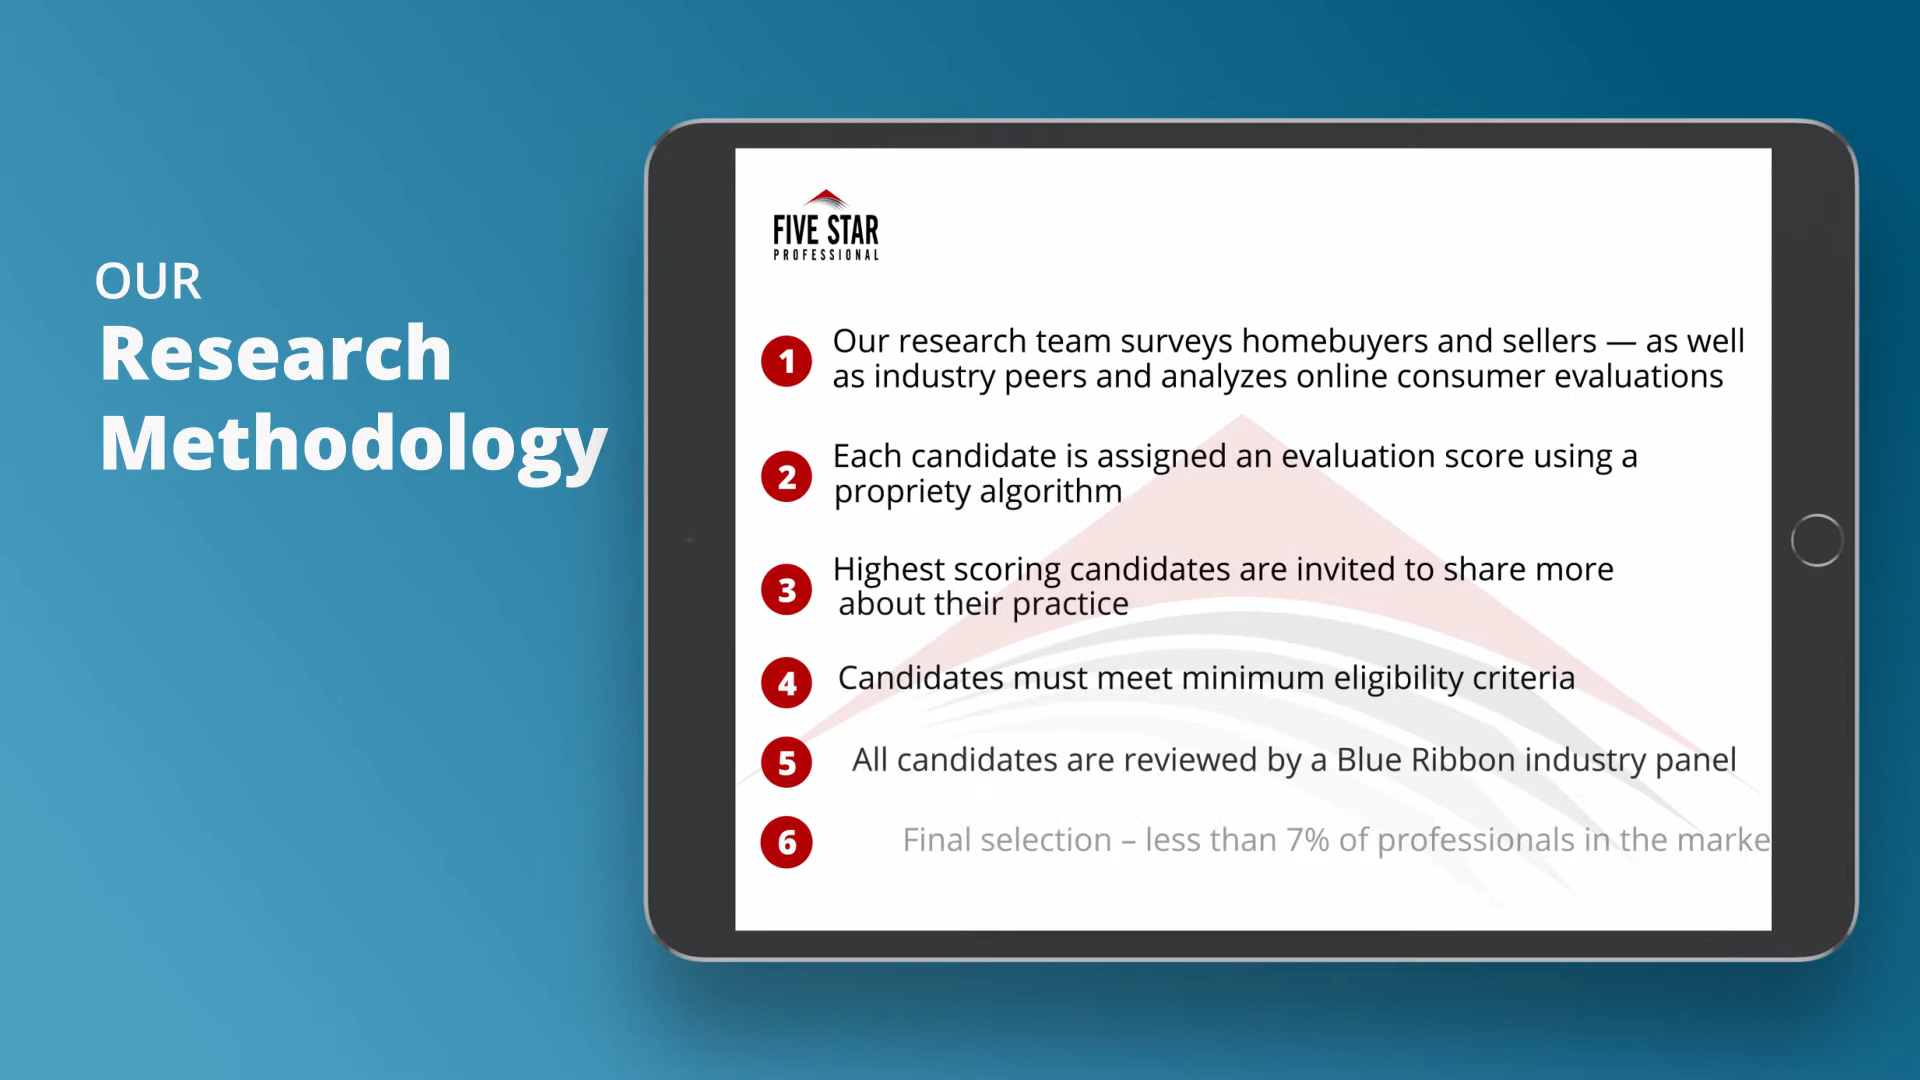 OUR
Research
Methodology
FIVE STAR
PROFESSIONAL
1 Our research team surveys homebuyers and sellers — as well
as industry peers and analyzes online consumer evaluations
2 Each candidate is assigned an evaluation score using a
propriety algorithm
3 Highest scoring candidates are invited to share more
about their practice
4 Candidates must meet minimum eligibility criteria
5 All candidates are reviewed by a Blue Ribbon industry panel
6 Final selection – less than 7% of professionals in the marke